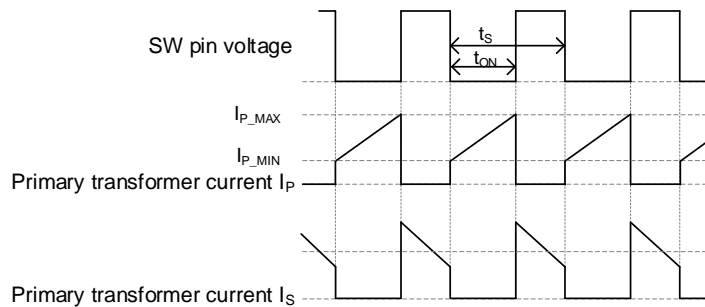 SW pin voltage
tS
tON
IP_MAX
IP_MIN
Primary transformer current IP
Primary transformer current IS